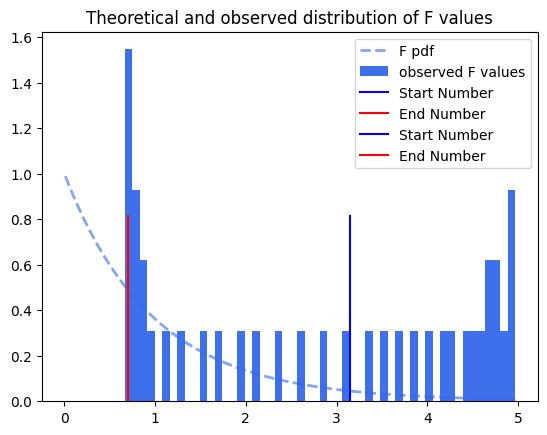 Theoretical and observed distribution of F values
F pdf
observed F values
Start Number
End Number
Start Number
End Number
1.6
1.4
1.2
1.0
0.8
0.6
0.4
0.2
0.0
0 1 2 3 4 5